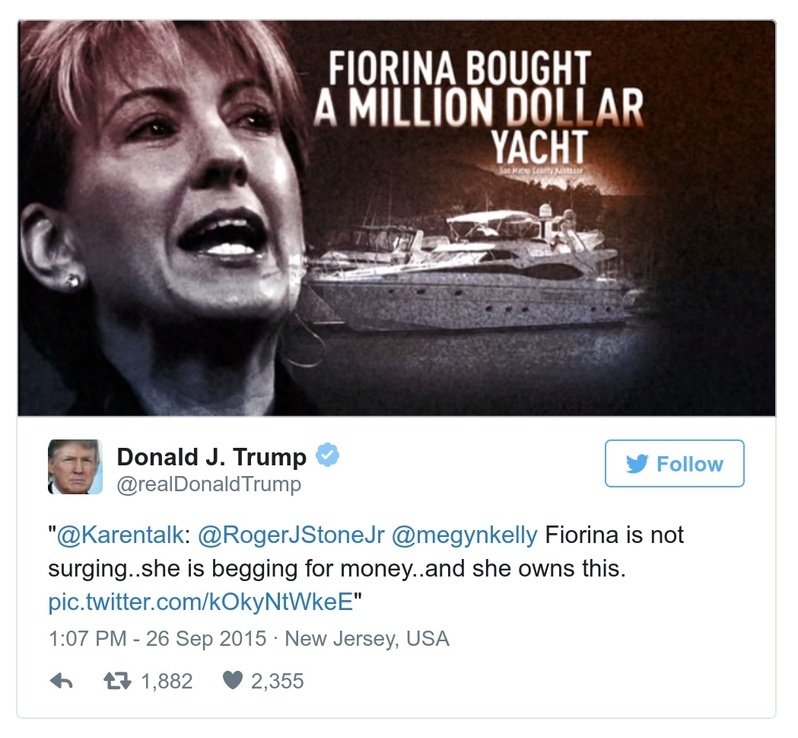 FIORINA BOUGHT
A MILLION DOLLAR
YACHT
San Mateo County Assessor
Donald J. Trump
@realDonaldTrump
Follow
"@Karentalk: @RogerJStoneJr @megynkelly Fiorina is not
surging..she is begging for money..and she owns this.
pic.twitter.com/kOkyNtWkeE"
1:07 PM - 26 Sep 2015 · New Jersey, USA
1,882 2,355